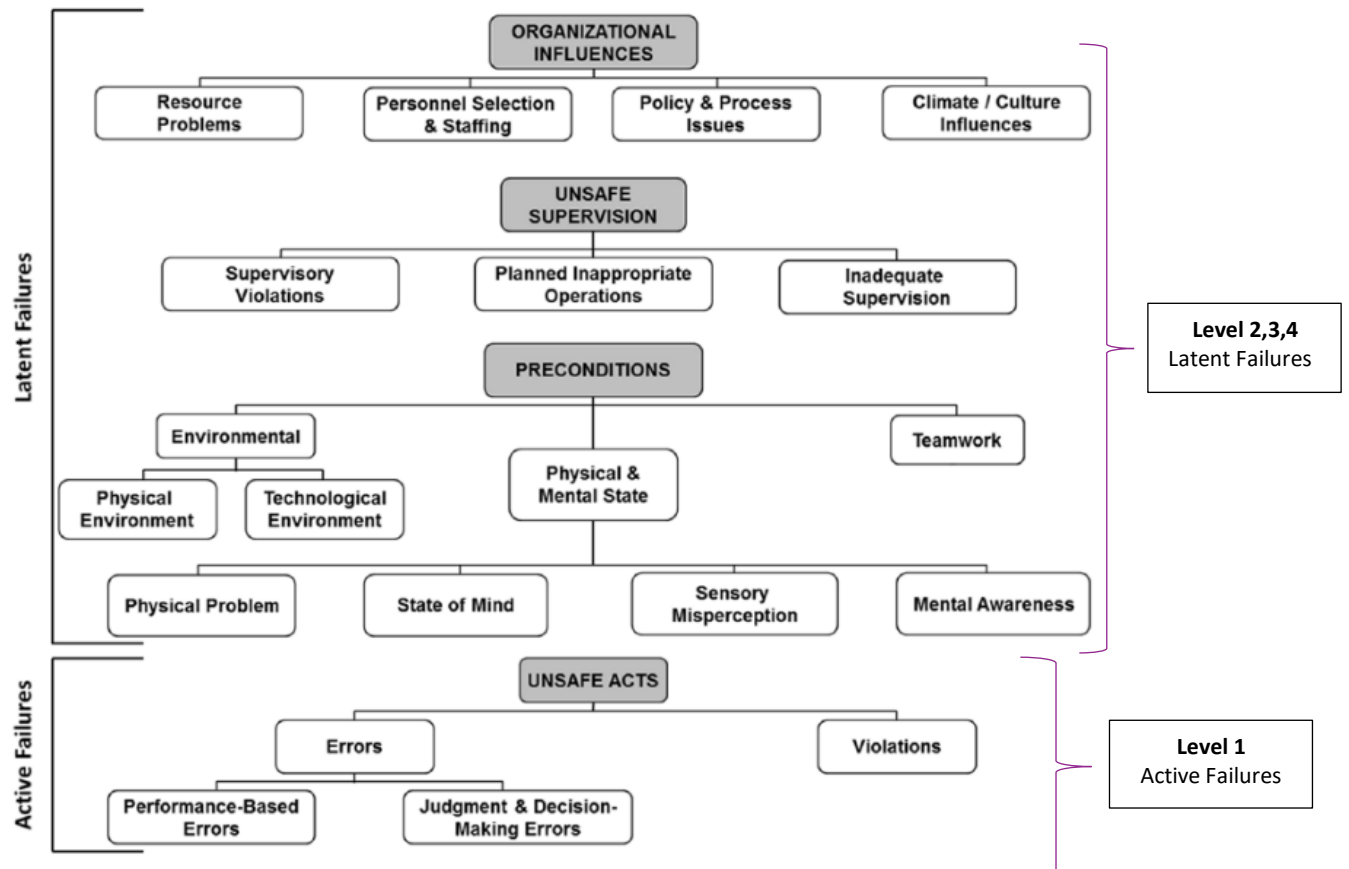 ORGANIZATIONAL
INFLUENCES
Resource
Problems
Personnel Selection
& Staffing
Policy & Process
Issues
Climate / Culture
Influences
UNSAFE
SUPERVISION
Supervisory
Violations
Planned Inappropriate
Operations
Inadequate
Supervision
Latent Failures
Level 2,3,4
Latent Failures
PRECONDITIONS
Environmental
Teamwork
Physical &
Mental State
Physical
Environment
Technological
Environment
Physical Problem
State of Mind
Sensory
Misperception
Mental Awareness
Active Failures
UNSAFE ACTS
Errors
Violations
Performance-Based
Errors
Judgment & Decision-
Making Errors
Level 1
Active Failures